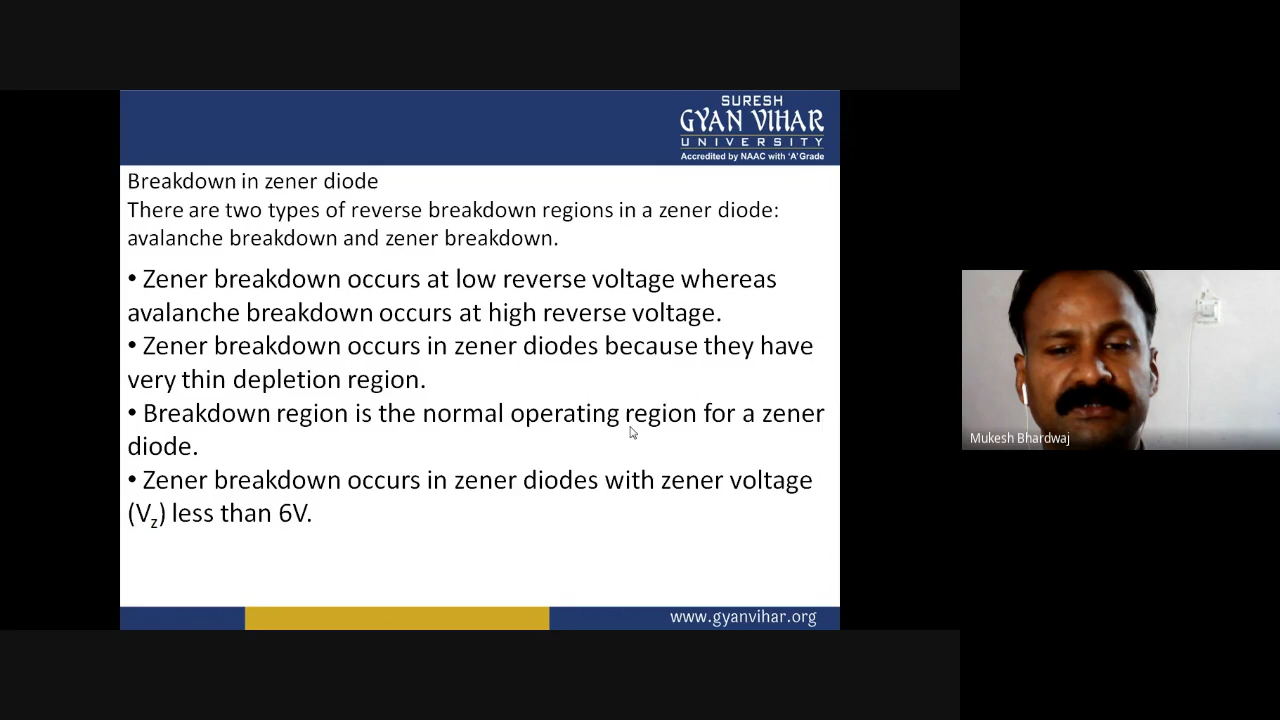 SURESH
GYAN VIHAR
UNIVERSITY
Accredited by NAAC with 'A' Grade
Breakdown in zener diode
There are two types of reverse breakdown regions in a zener diode:
avalanche breakdown and zener breakdown.
• Zener breakdown occurs at low reverse voltage whereas
avalanche breakdown occurs at high reverse voltage.
• Zener breakdown occurs in zener diodes because they have
very thin depletion region.
• Breakdown region is the normal operating region for a zener
diode.
• Zener breakdown occurs in zener diodes with zener voltage
(Vz) less than 6V.
www.gyanvihar.org
Mukesh Bhardwaj